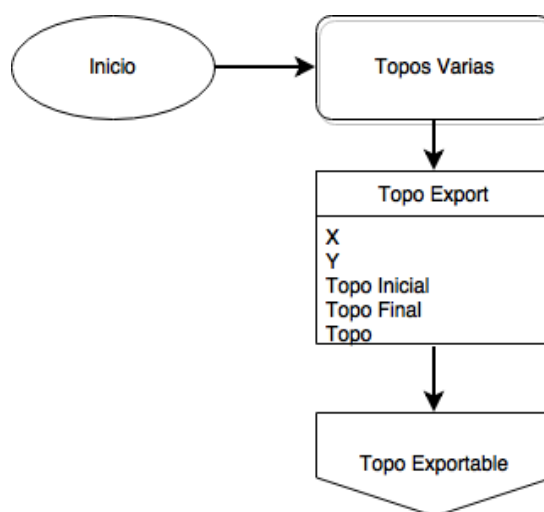 Inicio
Topos Varias
Topo Export
X
Y
Topo Inicial
Topo Final
Topo
Topo Exportable